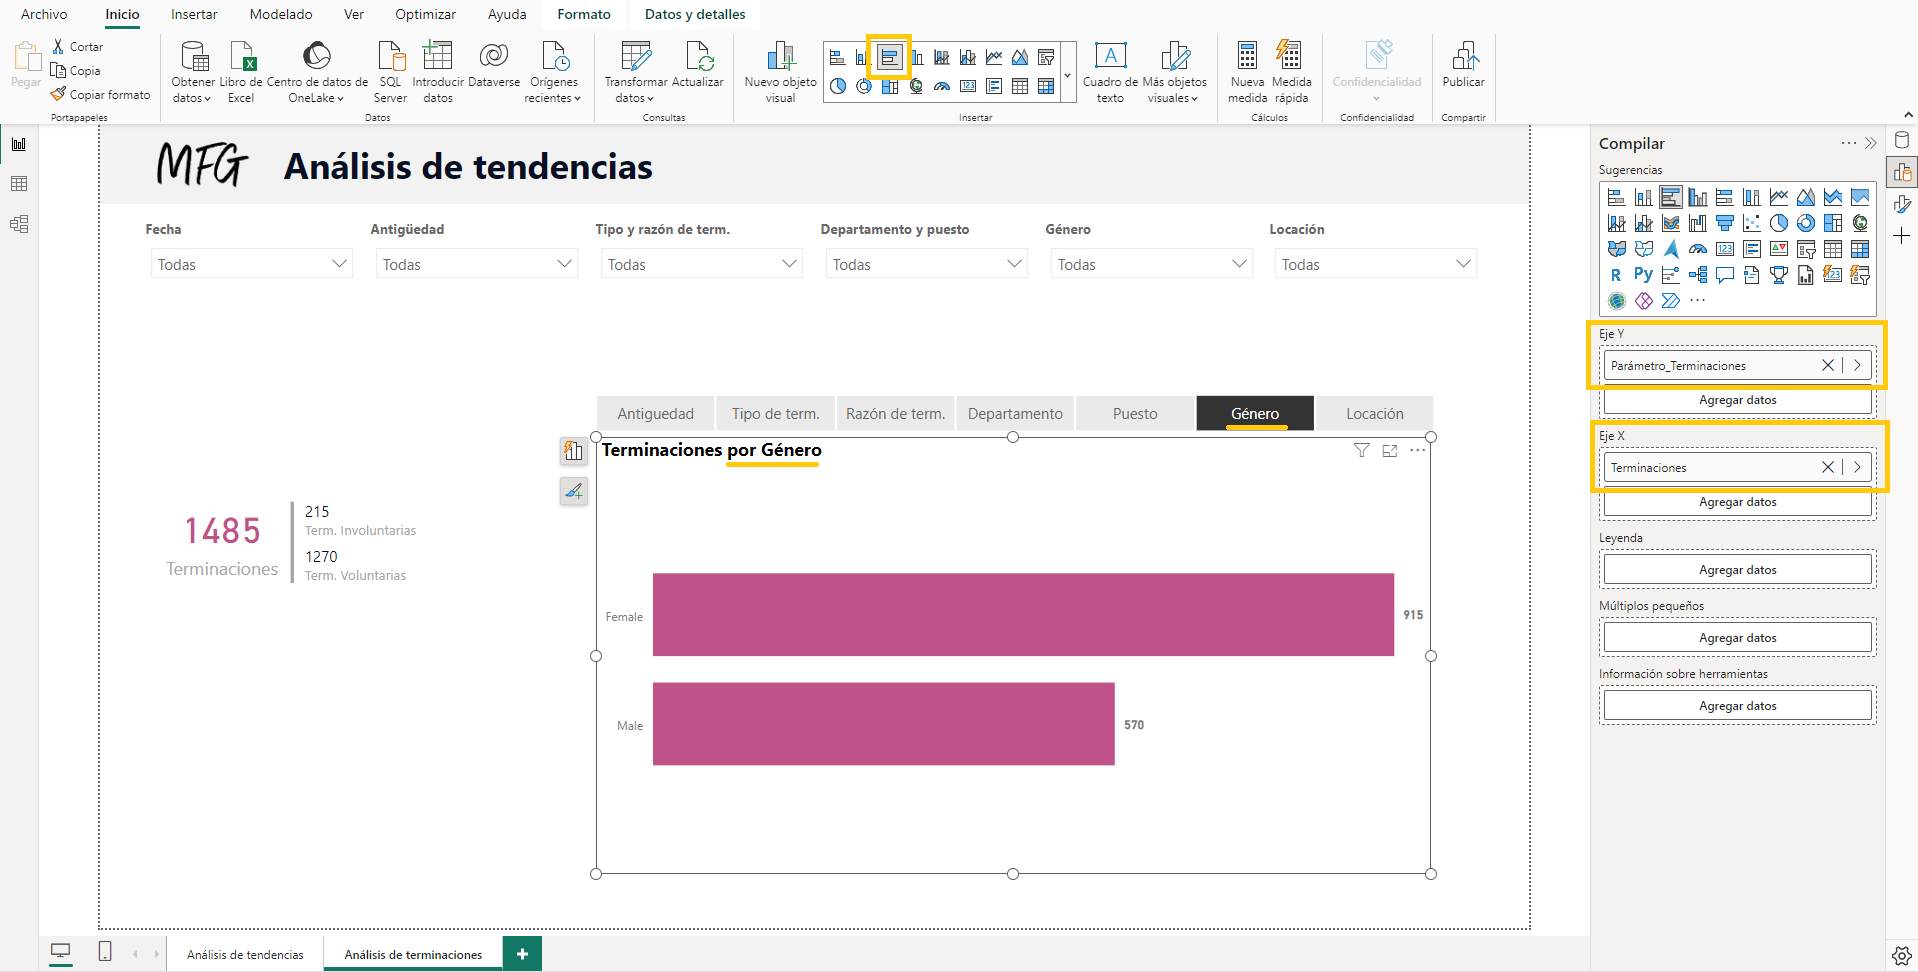 Archivo Inicio Insertar Modelado Ver Optimizar Ayuda Formato Datos y detalles
Pegar
Cortar
Copia
Copiar formato
Portapapeles
Obtener datos
Libro de Excel
Centro de datos de OneLake
SQL Server
Introducir datos
Dataverse
Orígenes recientes
Datos
Transformar datos
Actualizar
Consultas
Nuevo objeto visual
Cuadro de texto
Más objetos visuales
Insertar
Nueva medida
Medida rápida
Cálculos
Confidencialidad
Confidencialidad
Publicar
Compartir
MFG
Análisis de tendencias
Fecha Antigüedad Tipo y razón de term. Departamento y puesto Género Locación
Todas Todas Todas Todas Todas Todas
Antiguedad Tipo de term. Razón de term. Departamento Puesto Género Locación
Terminaciones por Género
1485
Terminaciones
215
Term. Involuntarias
1270
Term. Voluntarias
Female 915
Male 570
Compilar
Sugerencias
123
R Py
123
Eje Y
Parámetro_Terminaciones
Agregar datos
Eje X
Terminaciones
Agregar datos
Leyenda
Agregar datos
Múltiplos pequeños
Agregar datos
Información sobre herramientas
Agregar datos
Análisis de tendencias Análisis de terminaciones +